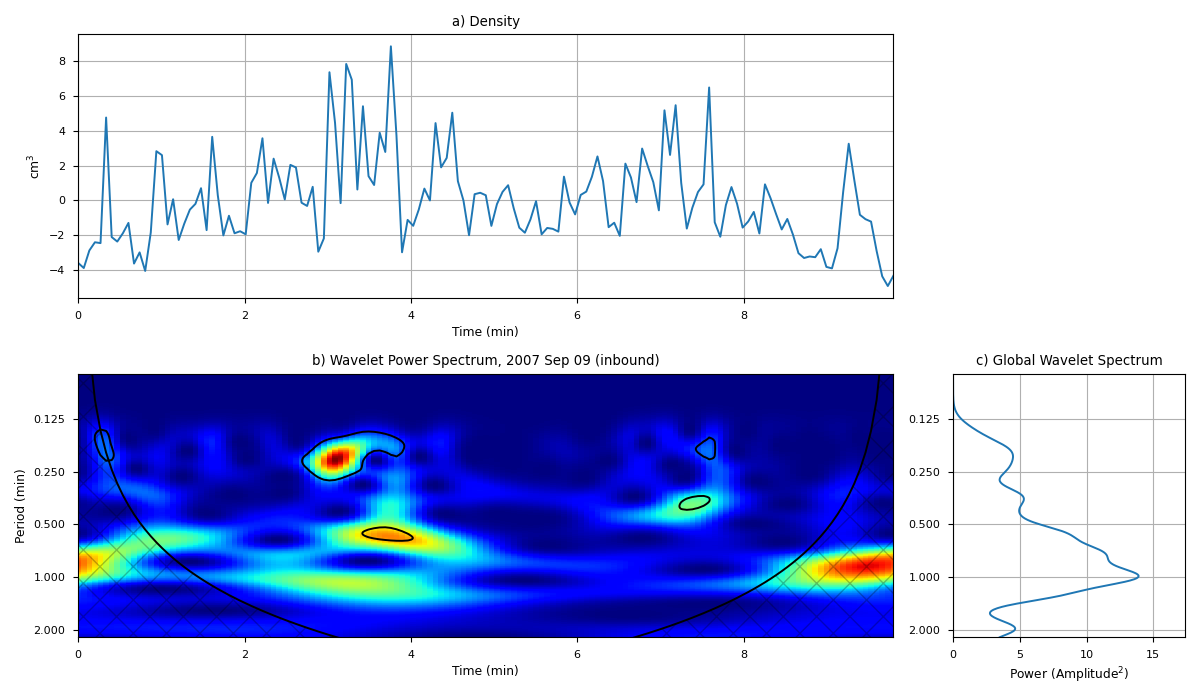 a) Density
cm³
8
6
4
2
0
−2
−4
0 2 4 6 8
Time (min)
b) Wavelet Power Spectrum, 2007 Sep 09 (inbound)
Period (min)
0.125
0.250
0.500
1.000
2.000
0 2 4 6 8
Time (min)
c) Global Wavelet Spectrum
0.125
0.250
0.500
1.000
2.000
0 5 10 15
Power (Amplitude²)